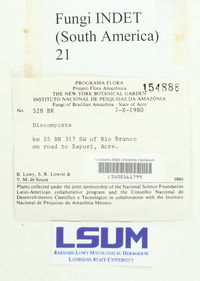 Fungi INDET
(South America)
21
PROGRAMA FLORA
154888
Projeto Flora Amazônica
THE NEW YORK BOTANICAL GARDEN
INSTITUTO NACIONAL DE PESQUISAS DA AMAZÔNIA
Fungi of Brazilian Amazonia - State of Acre
No. 528 BR 7-X-1980
Discomycete
km 55 BR 317 SW of Rio Branco
on road to Xapuri, Acre.
Louisiana State University Herbarium
B. Lowy, S. R. Lowrie &
V. M. de Souza 1980
Plants collected under the joint sponsorship of the National Science Foundation
Latin-American collaborative program and the Conselho Nacional de
Desenvolvimento Científico e Tecnológico in collaboration with the Instituto
Nacional de Pesquisas da Amazônia-Manaus.
LSUM
BERNARD LOWY MYCOLOGICAL HERBARIUM
LOUISIANA STATE UNIVERSITY